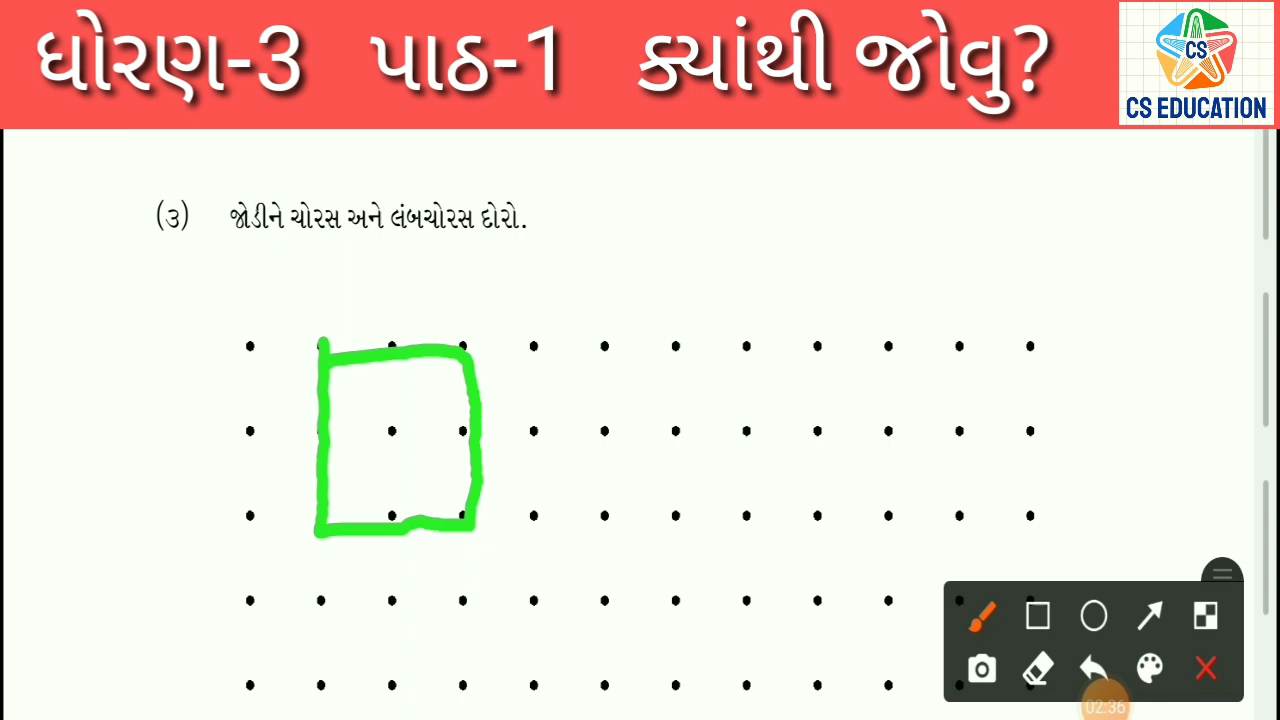 ધોરણ-3 પાઠ-1 ક્યાંથી જોવુ?
CS
CS EDUCATION
(૩) જોડીને ચોરસ અને લંબચોરસ દોરો.
02:36